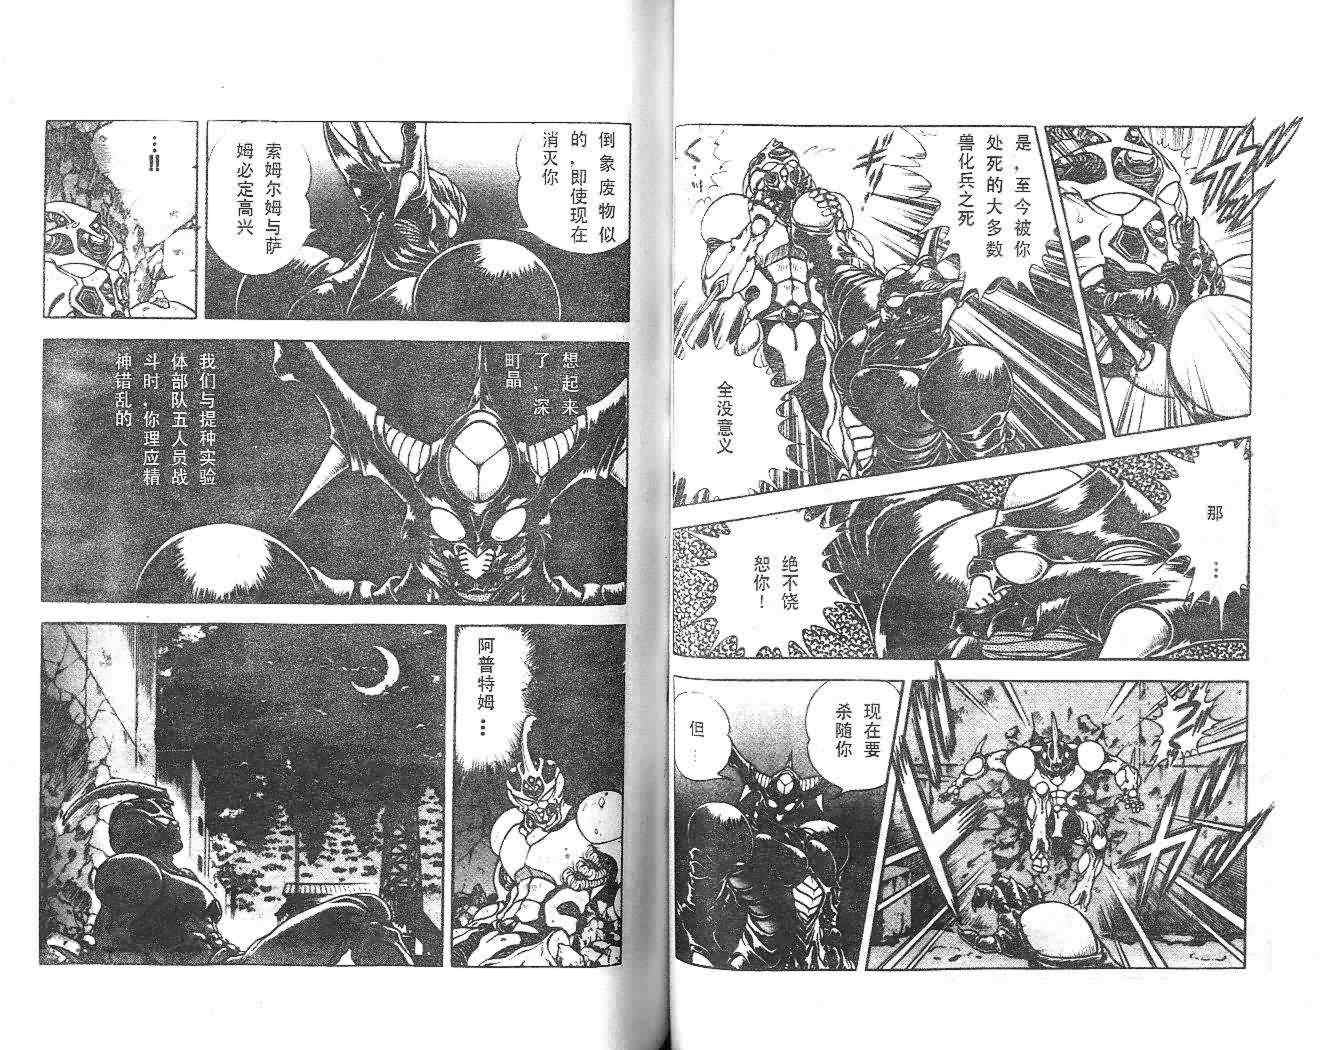 是,至今被你
处死的大多数
兽化兵之死
全没意义
那
…
绝不饶
恕你!
现在要
杀随你
但…
倒象废物似
的,即使现在
消灭你
索姆尔姆与萨
姆必定高兴
…!!
想起来
了,深
町晶
我们与提种实验
体部队五人员战
斗时,你理应精
神错乱的
阿普特姆…